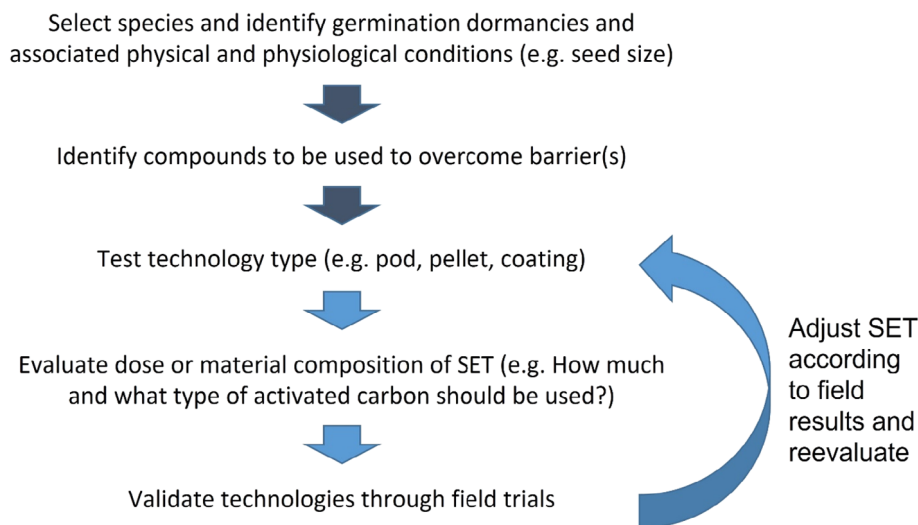 Select species and identify germination dormancies and
associated physical and physiological conditions (e.g. seed size)
Identify compounds to be used to overcome barrier(s)
Test technology type (e.g. pod, pellet, coating)
Evaluate dose or material composition of SET (e.g. How much
and what type of activated carbon should be used?)
Validate technologies through field trials
Adjust SET
according
to field
results and
reevaluate